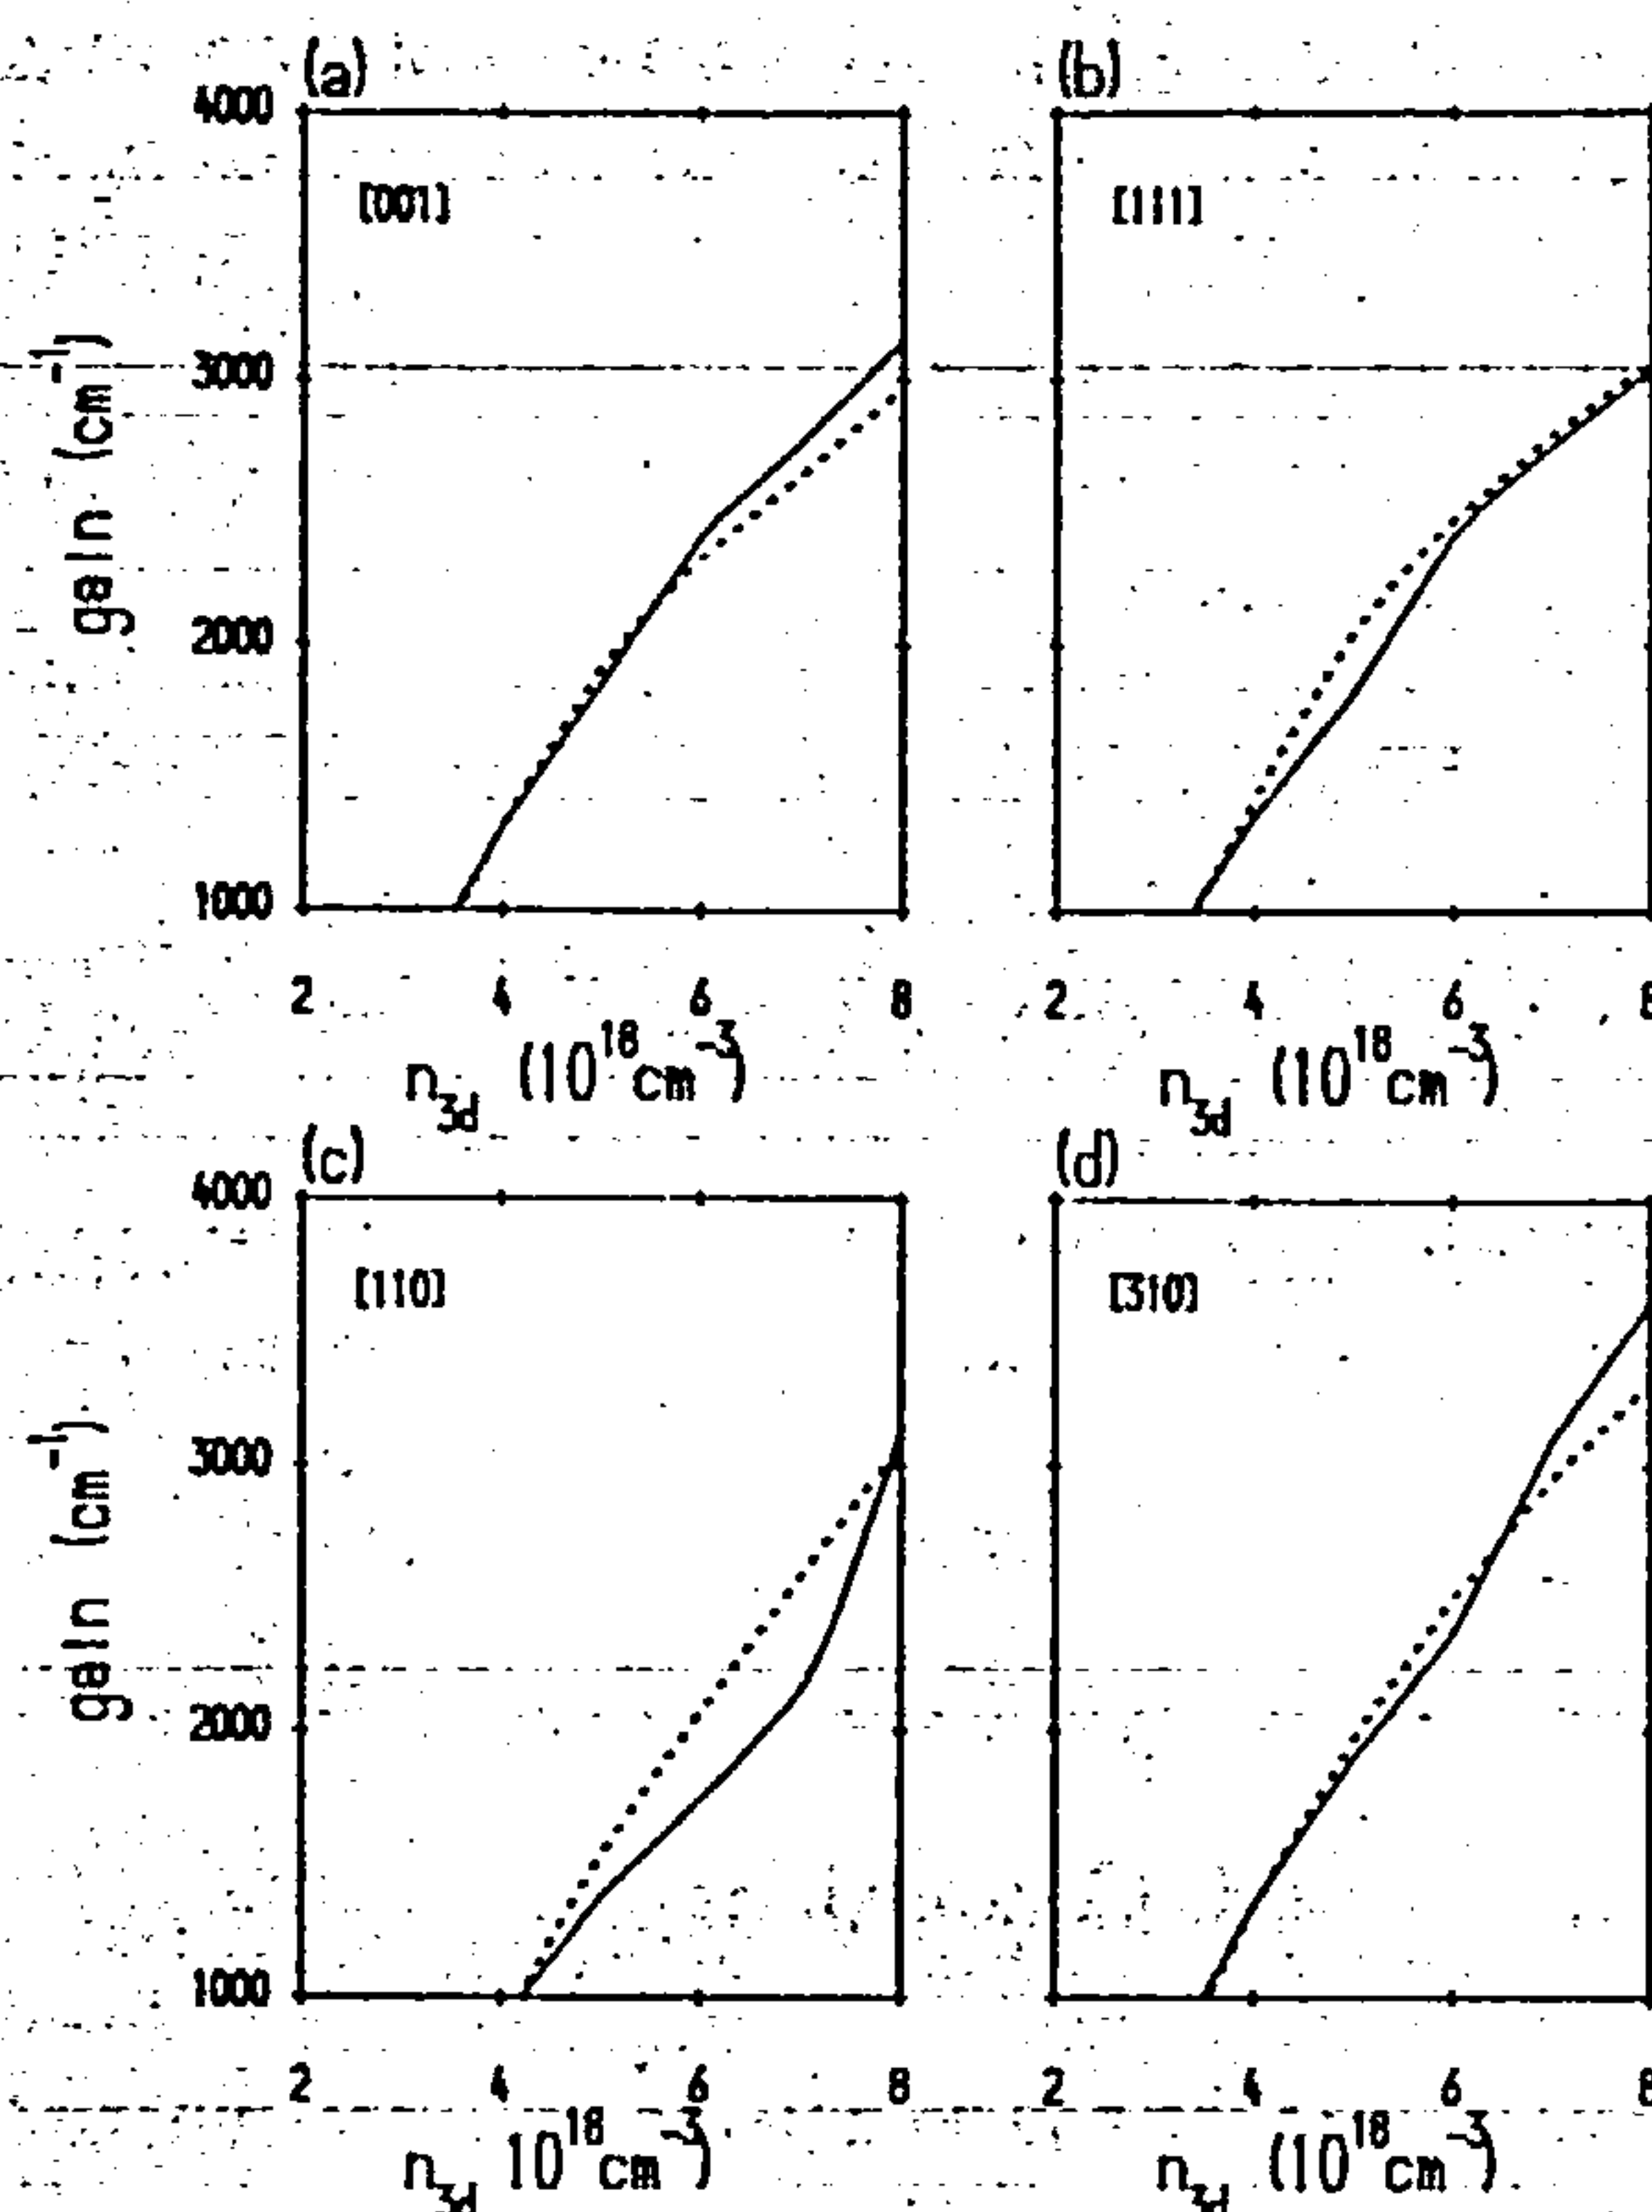 (a) (b)
4000
[001] [111]
3000
gain (cm⁻¹)
2000
1000
2 4 6 8 2 4 6 8
n₃d (10¹⁸cm⁻³) n₃d (10¹⁸cm⁻³)
(c) (d)
4000
[110] [310]
3000
gain (cm⁻¹)
2000
1000
2 4 6 8 2 4 6 8
n₃d 10¹⁸cm⁻³) n₃d (10¹⁸cm⁻³)